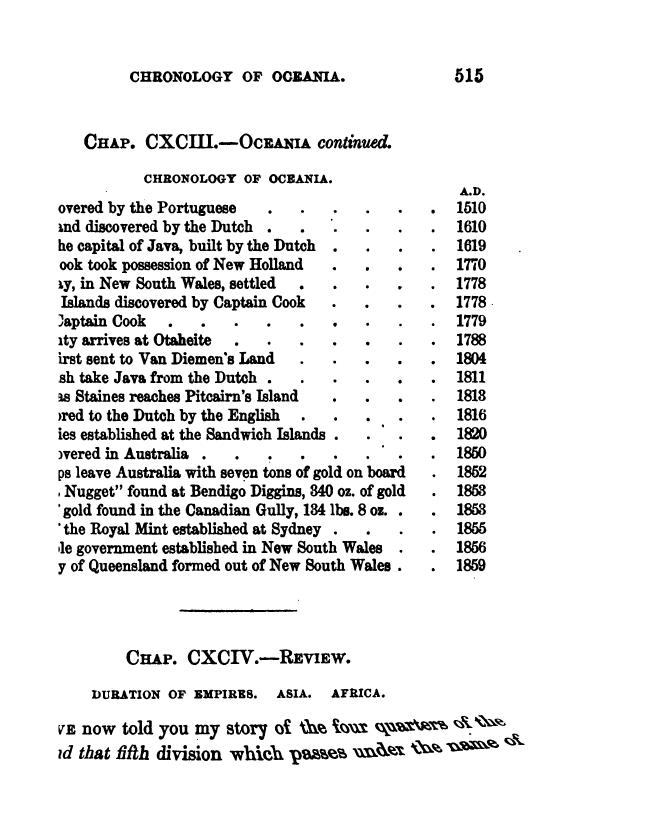 CHRONOLOGY OF OCEANIA. 515
CHAP. CXCIII.—OCEANIA continued.
CHRONOLOGY OF OCEANIA.
A.D.
overed by the Portuguese . . . . . . 1510
and discovered by the Dutch . . . . . . 1610
he capital of Java, built by the Dutch . . . . 1619
ook took possession of New Holland . . . . 1770
ay, in New South Wales, settled . . . . . 1778
Islands discovered by Captain Cook . . . . 1778
Captain Cook . . . . . . . . . 1779
nty arrives at Otaheite . . . . . . . 1788
irst sent to Van Diemen's Land . . . . . 1804
sh take Java from the Dutch . . . . . . 1811
as Staines reaches Pitcairn's Island . . . . 1813
ored to the Dutch by the English . . . . . 1816
ies established at the Sandwich Islands . . . . 1820
overed in Australia . . . . . . . . 1850
ps leave Australia with seven tons of gold on board . 1852
Nugget" found at Bendigo Diggins, 340 oz. of gold . 1853
gold found in the Canadian Gully, 134 lbs. 8 oz. . . 1853
the Royal Mint established at Sydney . . . . 1855
le government established in New South Wales . . 1856
y of Queensland formed out of New South Wales . . 1859
CHAP. CXCIV.—REVIEW.
DURATION OF EMPIRES. ASIA. AFRICA.
VE now told you my story of the four quarters of the
nd that fifth division which passes under the name of